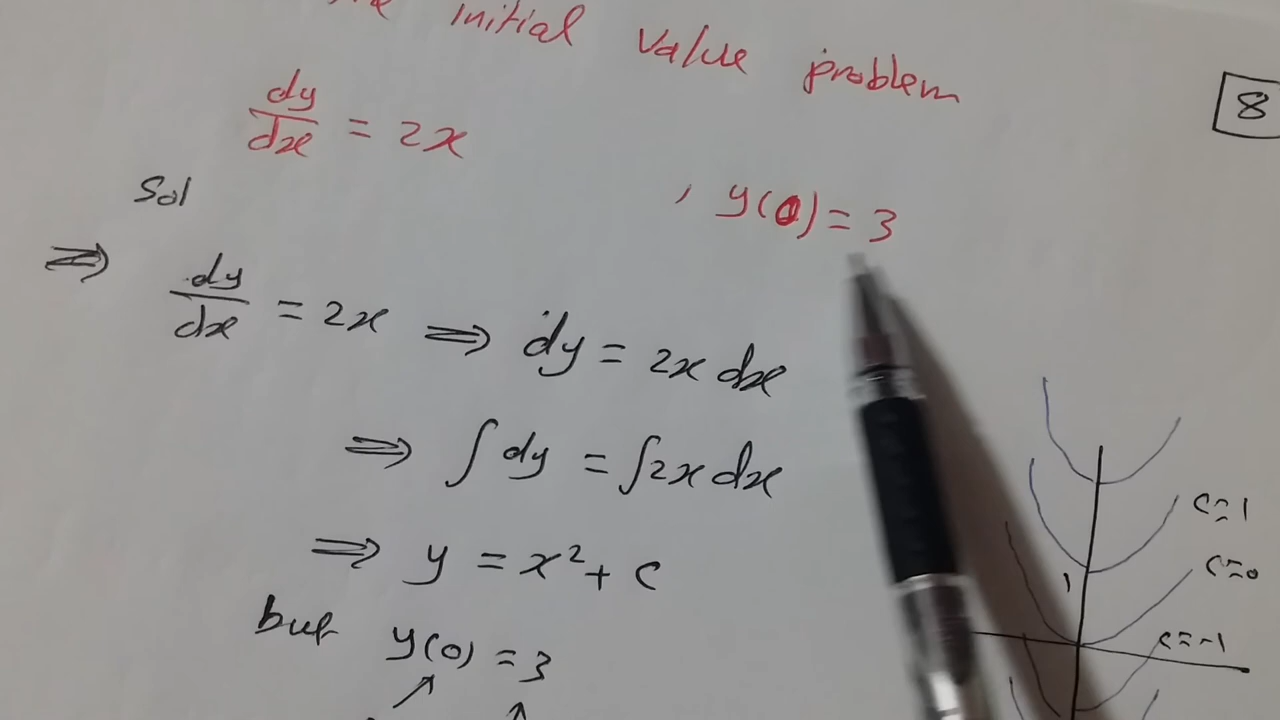 initial value problem
8
dy/dx = 2x
, y(0) = 3
Sol
⇒ dy/dx = 2x ⇒ dy = 2x dx
⇒ ∫ dy = ∫2x dx
⇒ y = x² + c
but y(0) = 3
c=1
1
c=0
c=-1